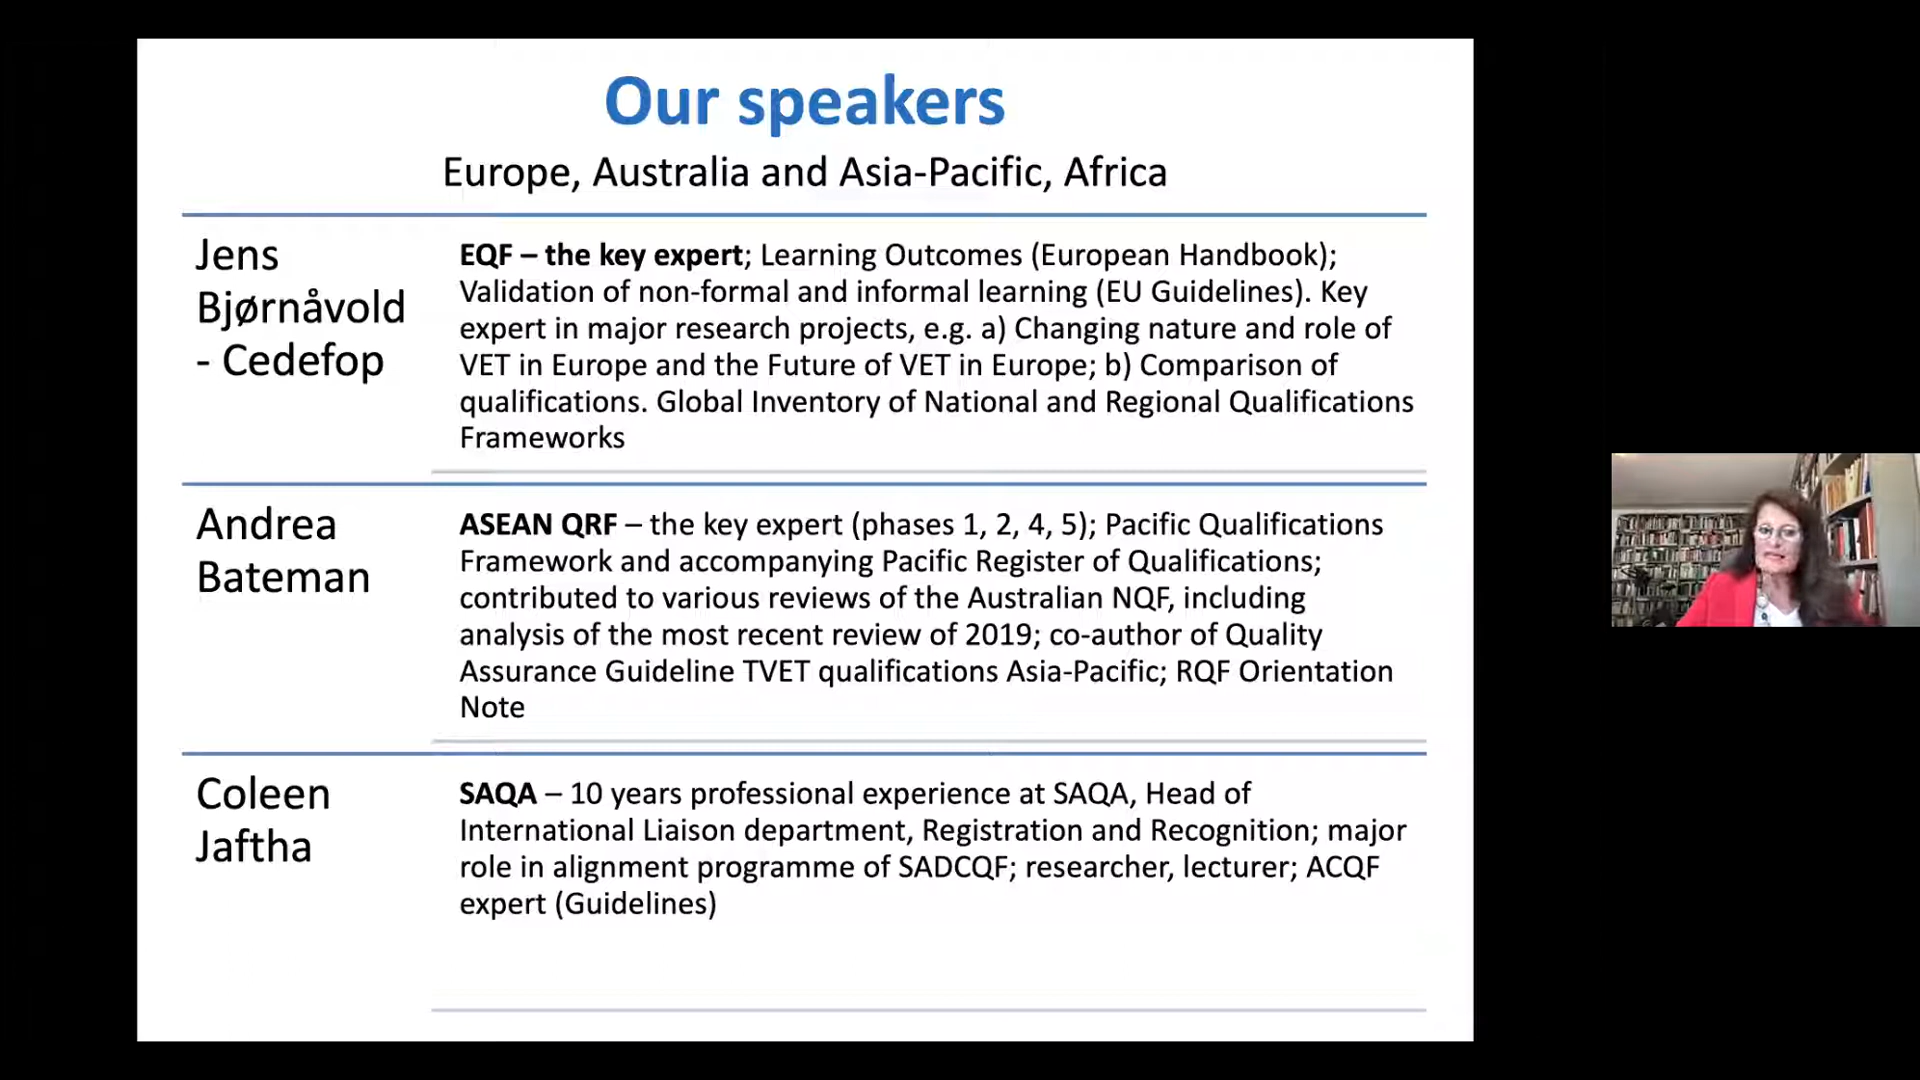 Our speakers
Europe, Australia and Asia-Pacific, Africa
Jens
Bjørnåvold
- Cedefop
EQF – the key expert; Learning Outcomes (European Handbook);
Validation of non-formal and informal learning (EU Guidelines). Key
expert in major research projects, e.g. a) Changing nature and role of
VET in Europe and the Future of VET in Europe; b) Comparison of
qualifications. Global Inventory of National and Regional Qualifications
Frameworks
Andrea
Bateman
ASEAN QRF – the key expert (phases 1, 2, 4, 5); Pacific Qualifications
Framework and accompanying Pacific Register of Qualifications;
contributed to various reviews of the Australian NQF, including
analysis of the most recent review of 2019; co-author of Quality
Assurance Guideline TVET qualifications Asia-Pacific; RQF Orientation
Note
Coleen
Jaftha
SAQA – 10 years professional experience at SAQA, Head of
International Liaison department, Registration and Recognition; major
role in alignment programme of SADCQF; researcher, lecturer; ACQF
expert (Guidelines)